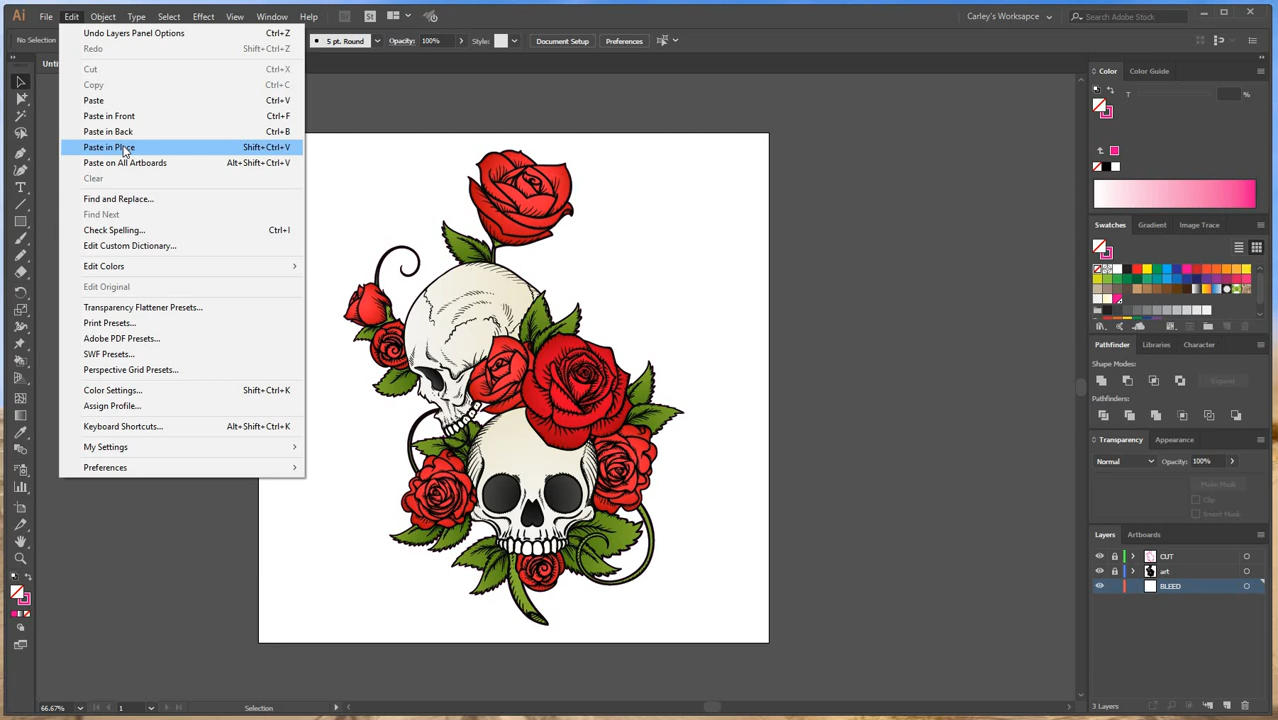 Ai File Edit Object Type Select Effect View Window Help Br St Carley's Worksapce Search Adobe Stock
No Selection 5 pt. Round Opacity: 100% Style: Document Setup Preferences
Undo Layers Panel Options Ctrl+Z
Redo Shift+Ctrl+Z
Cut Ctrl+X
Copy Ctrl+C
Paste Ctrl+V
Paste in Front Ctrl+F
Paste in Back Ctrl+B
Paste in Place Shift+Ctrl+V
Paste on All Artboards Alt+Shift+Ctrl+V
Clear
Find and Replace...
Find Next
Check Spelling... Ctrl+I
Edit Custom Dictionary...
Edit Colors
Edit Original
Transparency Flattener Presets...
Print Presets...
Adobe PDF Presets...
SWF Presets...
Perspective Grid Presets...
Color Settings... Shift+Ctrl+K
Assign Profile...
Keyboard Shortcuts... Alt+Shift+Ctrl+K
My Settings
Preferences
Color Color Guide
T %
Swatches Gradient Image Trace
Pathfinder Libraries Character
Shape Modes:
Expand
Pathfinders:
Transparency Appearance
Normal Opacity: 100%
Make Mask
Clip
Invert Mask
Layers Artboards
CUT
art
BLEED
66.67% 1 Selection 3 Layers